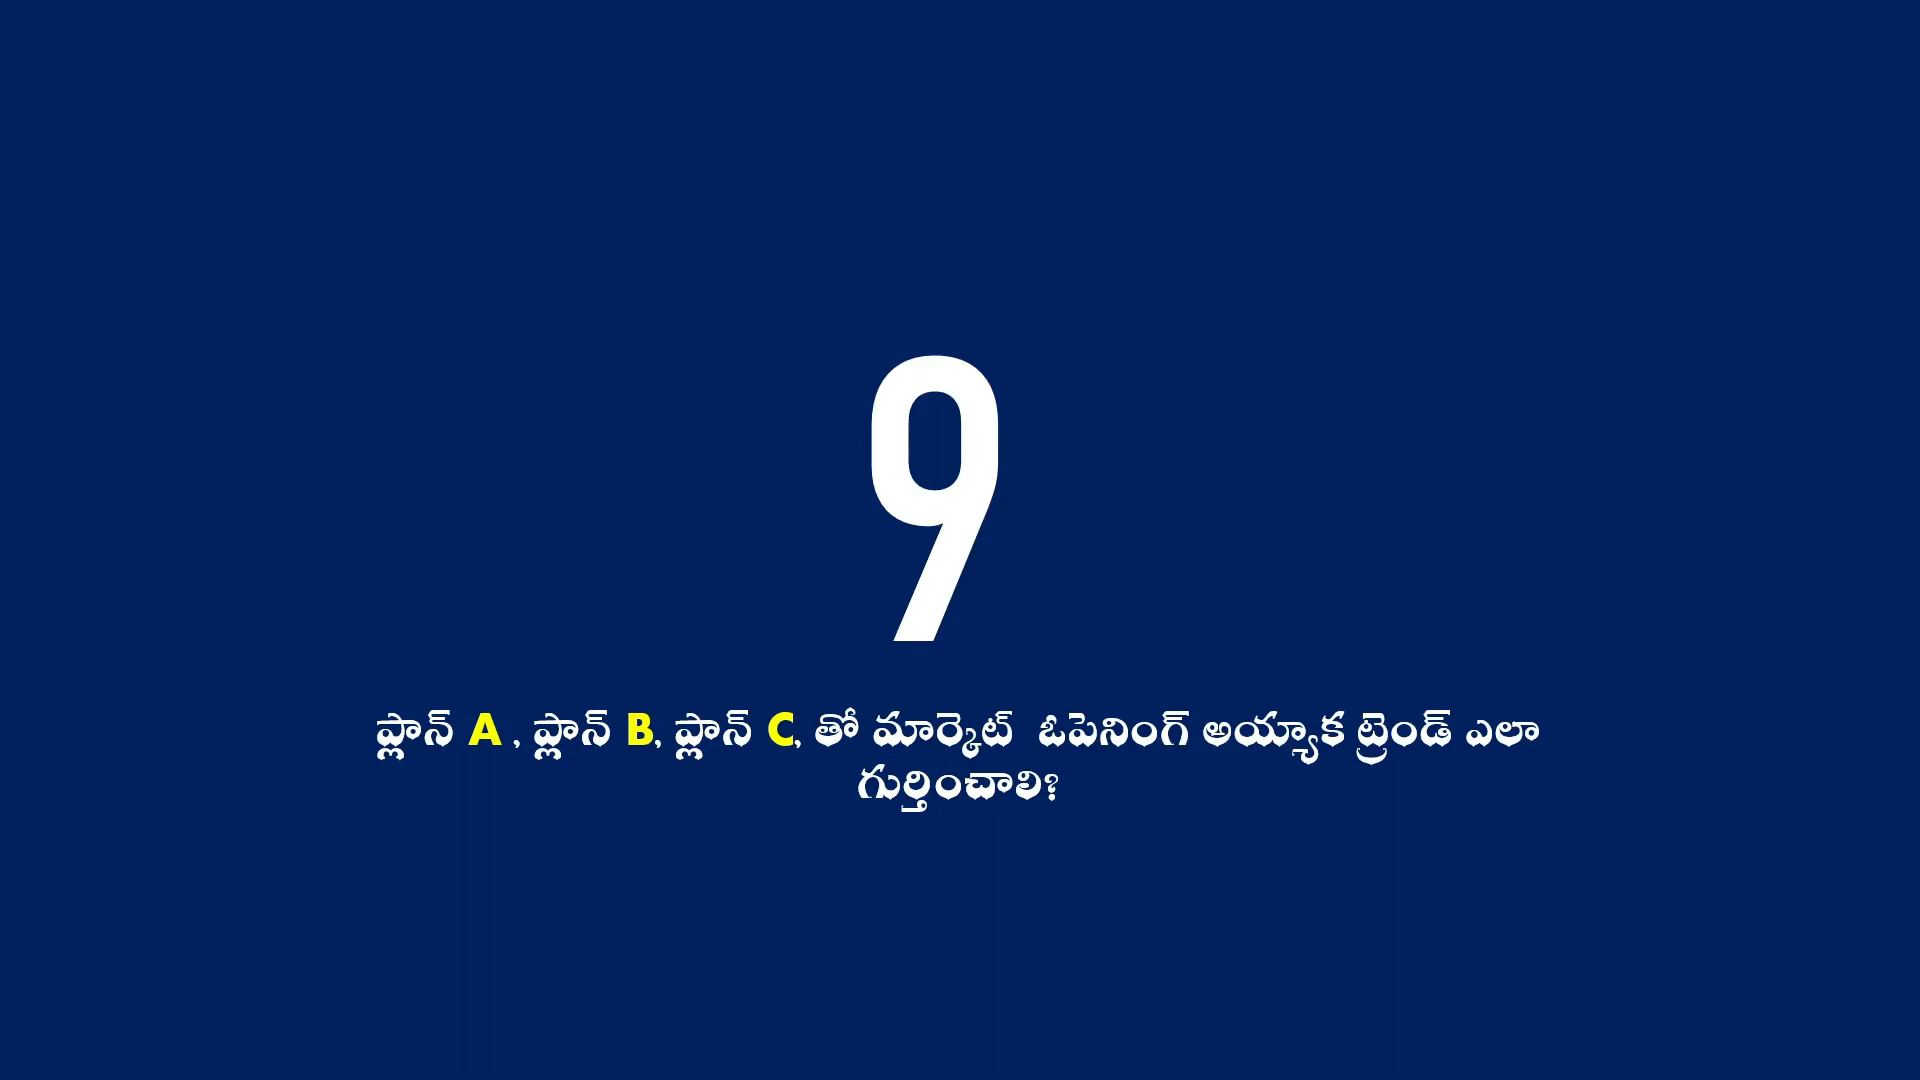 9
ప్లాన్ A , ప్లాన్ B, ప్లాన్ C, తో మార్కెట్  ఓపెనింగ్ అయ్యాక ట్రెండ్ ఎలా
గుర్తించాలి?